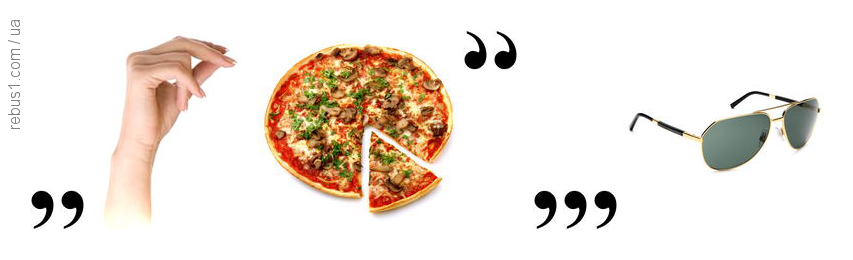 rebus1.com / ua
,,
,,
,,,